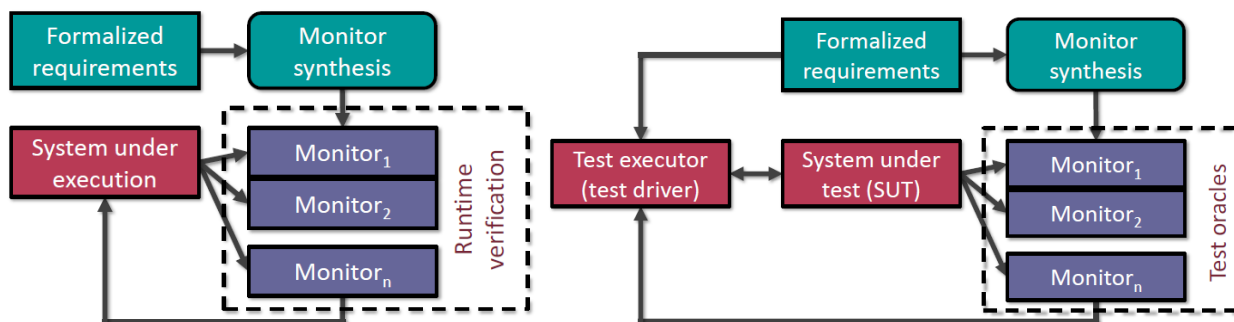 Formalized
requirements
Monitor
synthesis
System under
execution
Monitor1
Monitor2
Monitorn
Runtime
verification
Formalized
requirements
Monitor
synthesis
Test executor
(test driver)
System under
test (SUT)
Monitor1
Monitor2
Monitorn
Test oracles